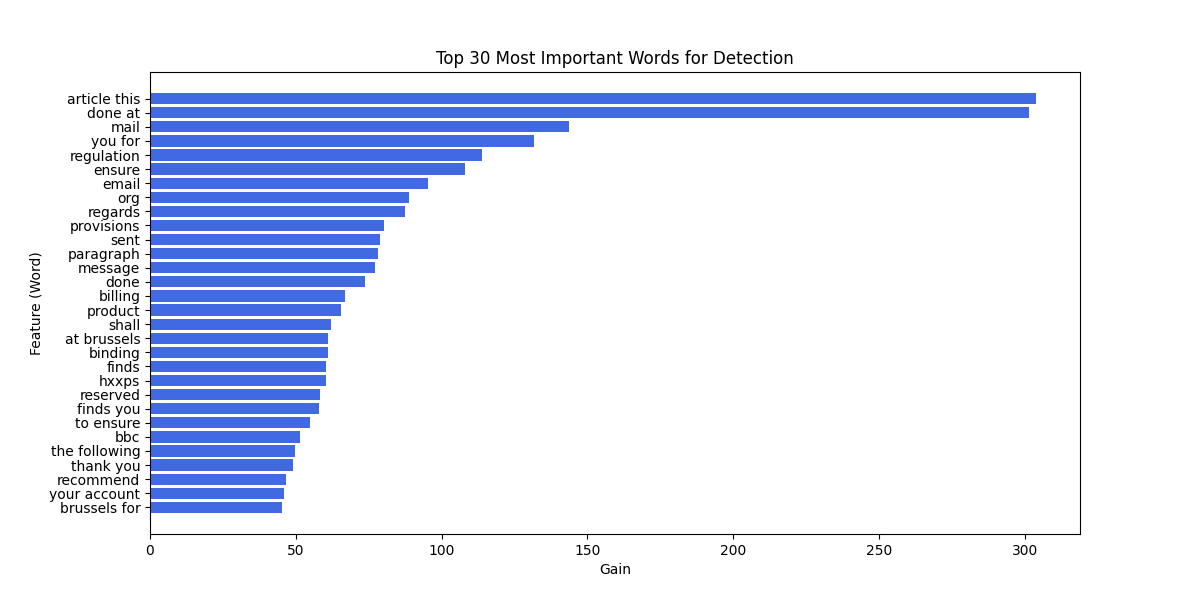 Top 30 Most Important Words for Detection
article this
done at
mail
you for
regulation
ensure
email
org
regards
provisions
sent
paragraph
message
done
billing
product
shall
at brussels
binding
finds
hxxps
reserved
finds you
to ensure
bbc
the following
thank you
recommend
your account
brussels for
Feature (Word)
0 50 100 150 200 250 300
Gain